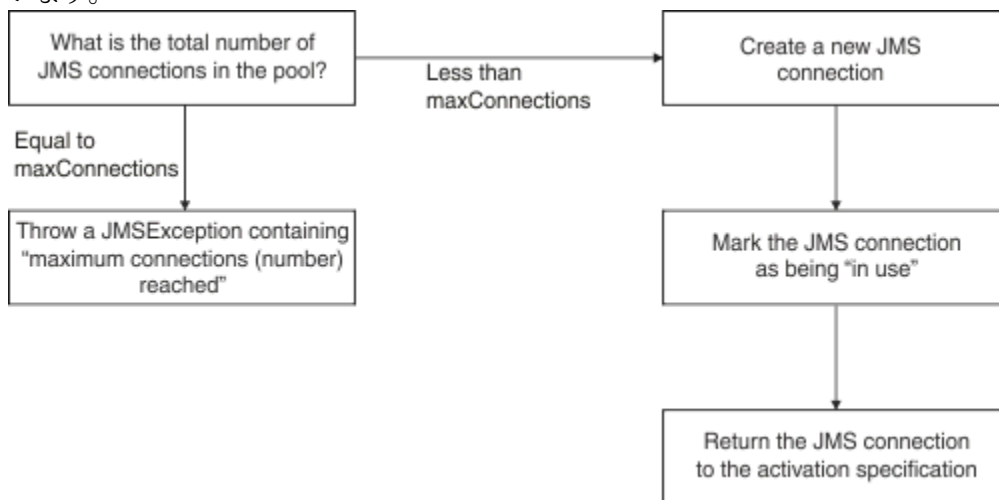 What is the total number of
JMS connections in the pool?
Less than
maxConnections
Create a new JMS
connection
Equal to
maxConnections
Throw a JMSException containing
“maximum connections (number)
reached”
Mark the JMS connection
as being “in use”
Return the JMS connection
to the activation specification